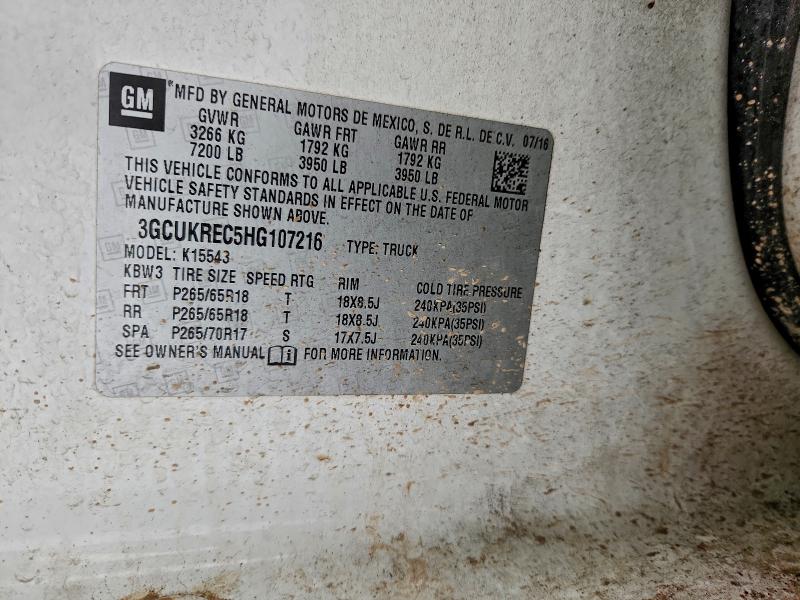 GM
*MFD BY GENERAL MOTORS DE MEXICO, S. DE R.L. DE C.V. 07/16
GVWR GAWR FRT GAWR RR
3266 KG 1792 KG 1792 KG
7200 LB 3950 LB 3950 LB
THIS VEHICLE CONFORMS TO ALL APPLICABLE U.S. FEDERAL MOTOR
VEHICLE SAFETY STANDARDS IN EFFECT ON THE DATE OF
MANUFACTURE SHOWN ABOVE.
3GCUKREC5HG107216 TYPE: TRUCK
MODEL: K15543
KBW3 TIRE SIZE SPEED RTG RIM COLD TIRE PRESSURE
FRT P265/65R18 T 18X8.5J 240KPA(35PSI)
RR P265/65R18 T 18X8.5J 240KPA(35PSI)
SPA P265/70R17 S 17X7.5J 240KPA(35PSI)
SEE OWNER'S MANUAL FOR MORE INFORMATION.